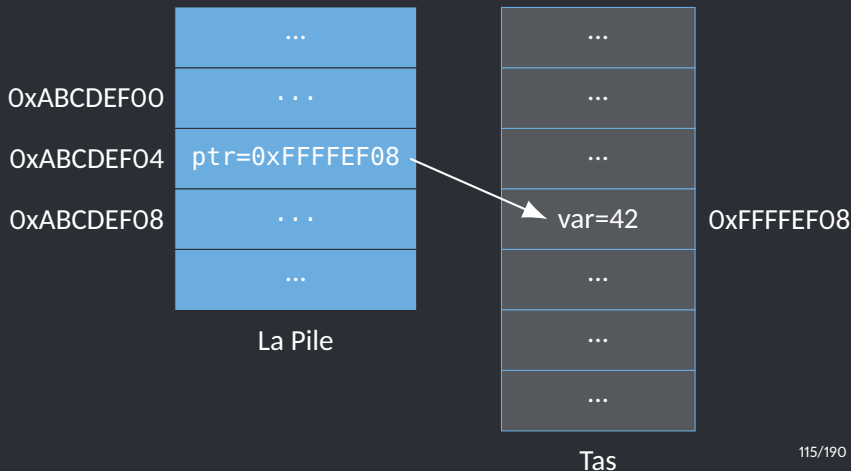 ...
...
0xABCDEF00
...
...
0xABCDEF04
ptr=0xFFFFEF08
...
0xABCDEF08
...
var=42
0xFFFFEF08
...
...
La Pile
...
...
Tas
115/190